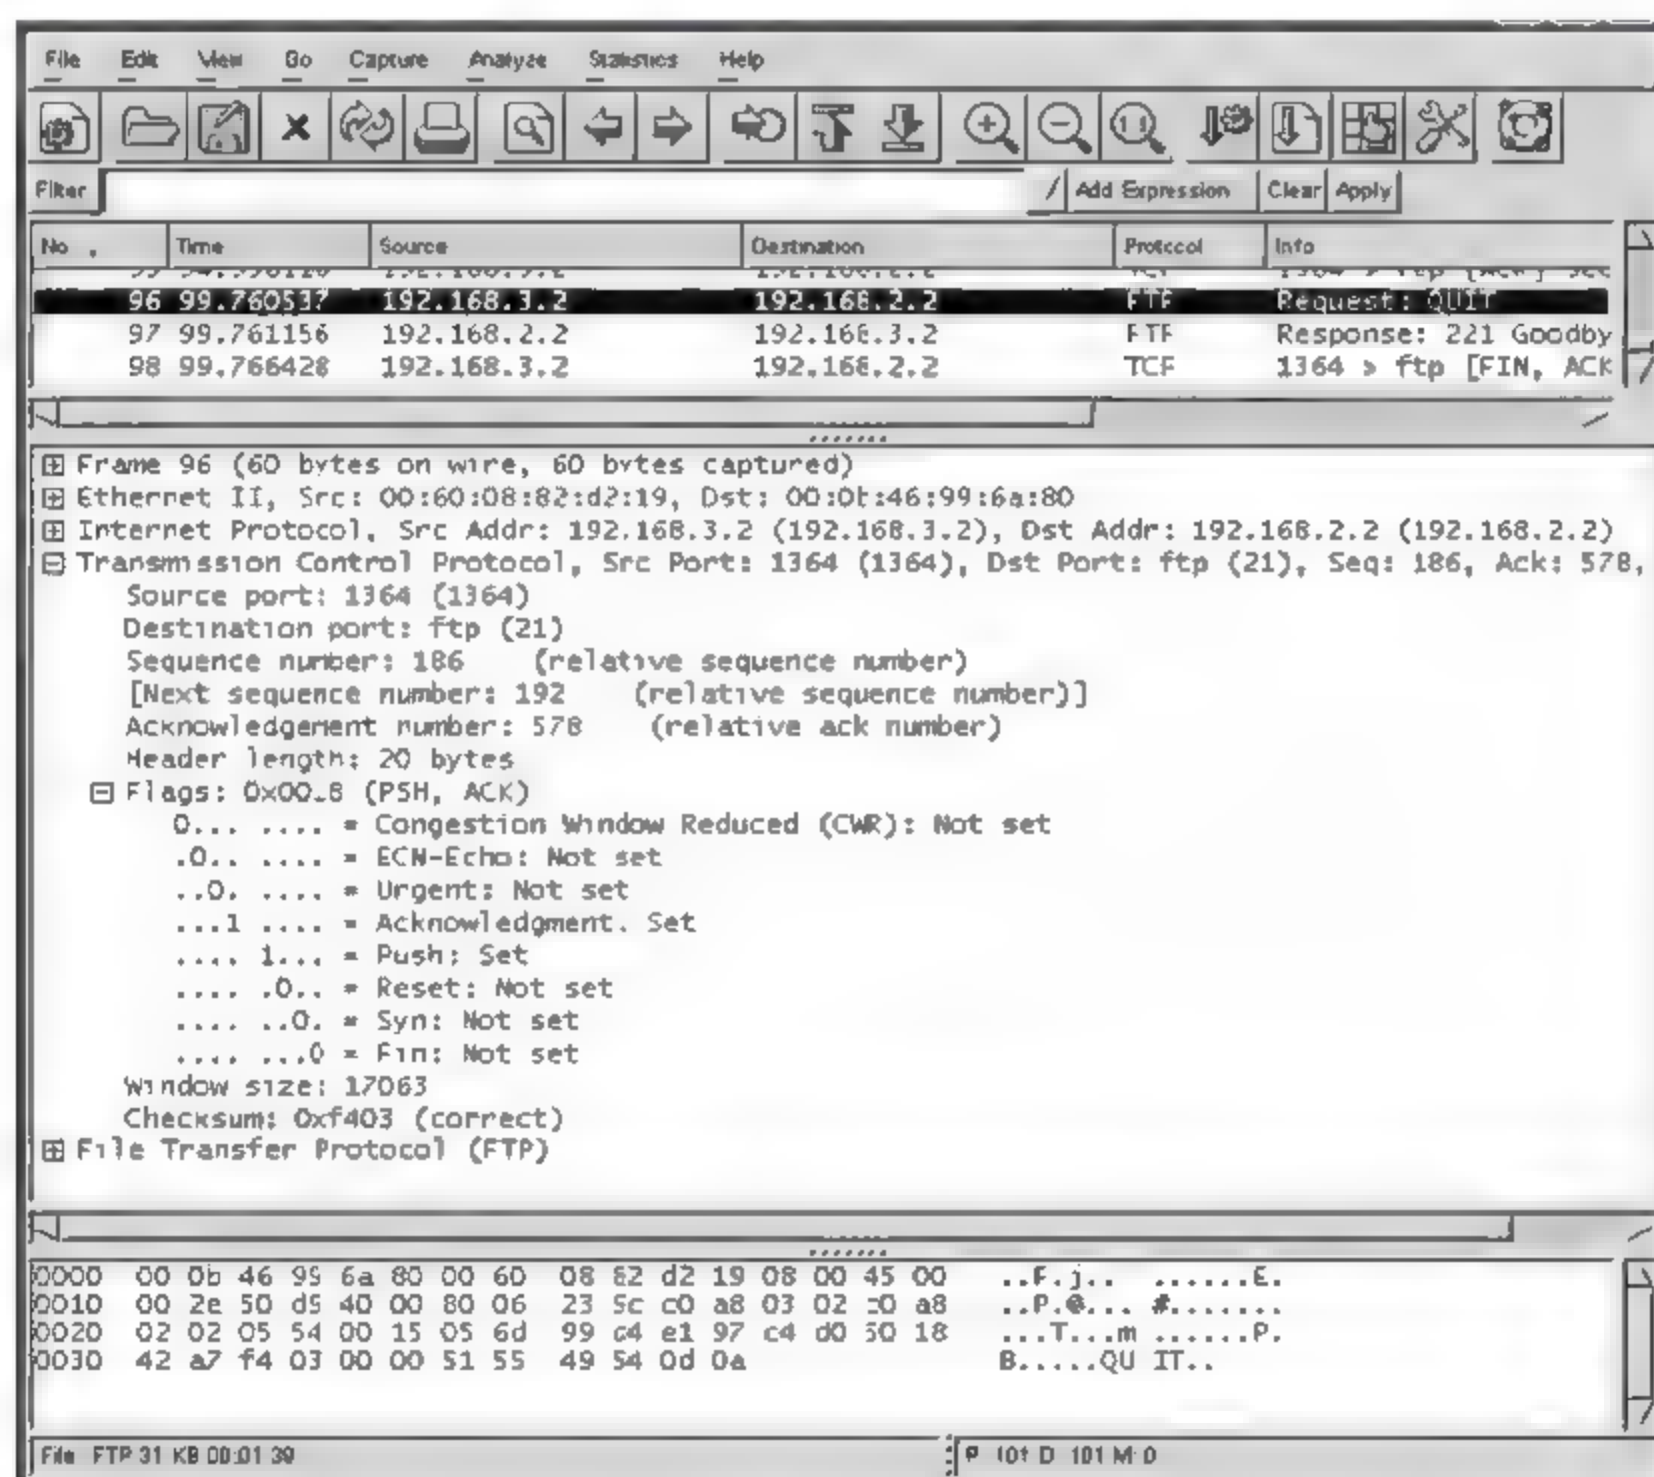 File Edit View Go Capture Analyze Statistics Help
Filter Add Expression Clear Apply
No . Time Source Destination Protocol Info
96 99.760537 192.168.3.2 192.168.2.2 FTP Request: QUIT
97 99.761156 192.168.2.2 192.168.3.2 FTP Response: 221 Goodby
98 99.766428 192.168.3.2 192.168.2.2 TCP 1364 > ftp [FIN, ACK
Frame 96 (60 bytes on wire, 60 bytes captured)
Ethernet II, Src: 00:60:08:82:d2:19, Dst: 00:0b:46:99:6a:80
Internet Protocol, Src Addr: 192.168.3.2 (192.168.3.2), Dst Addr: 192.168.2.2 (192.168.2.2)
Transmission Control Protocol, Src Port: 1364 (1364), Dst Port: ftp (21), Seq: 186, Ack: 578,
Source port: 1364 (1364)
Destination port: ftp (21)
Sequence number: 186 (relative sequence number)
[Next sequence number: 192 (relative sequence number)]
Acknowledgement number: 578 (relative ack number)
Header length: 20 bytes
Flags: 0x0018 (PSH, ACK)
0... .... = Congestion Window Reduced (CWR): Not set
.0.. .... = ECN-Echo: Not set
..0. .... = Urgent: Not set
...1 .... = Acknowledgment: Set
.... 1... = Push: Set
.... .0.. = Reset: Not set
.... ..0. = Syn: Not set
.... ...0 = Fin: Not set
Window size: 17063
Checksum: 0xf403 (correct)
File Transfer Protocol (FTP)
0000 00 0b 46 99 6a 80 00 60 08 82 d2 19 08 00 45 00 ..F.j.. ......E.
0010 00 2e 50 d9 40 00 80 06 23 9c c0 a8 03 02 c0 a8 ..P.@... #.......
0020 02 02 05 54 00 15 05 6d 99 c4 e1 97 c4 d0 50 18 ...T...m ......P.
0030 42 a7 f4 03 00 00 51 55 49 54 0d 0a B.....QU IT..
File FTP 31 KB 00:01:39 P 101 D 101 M: 0